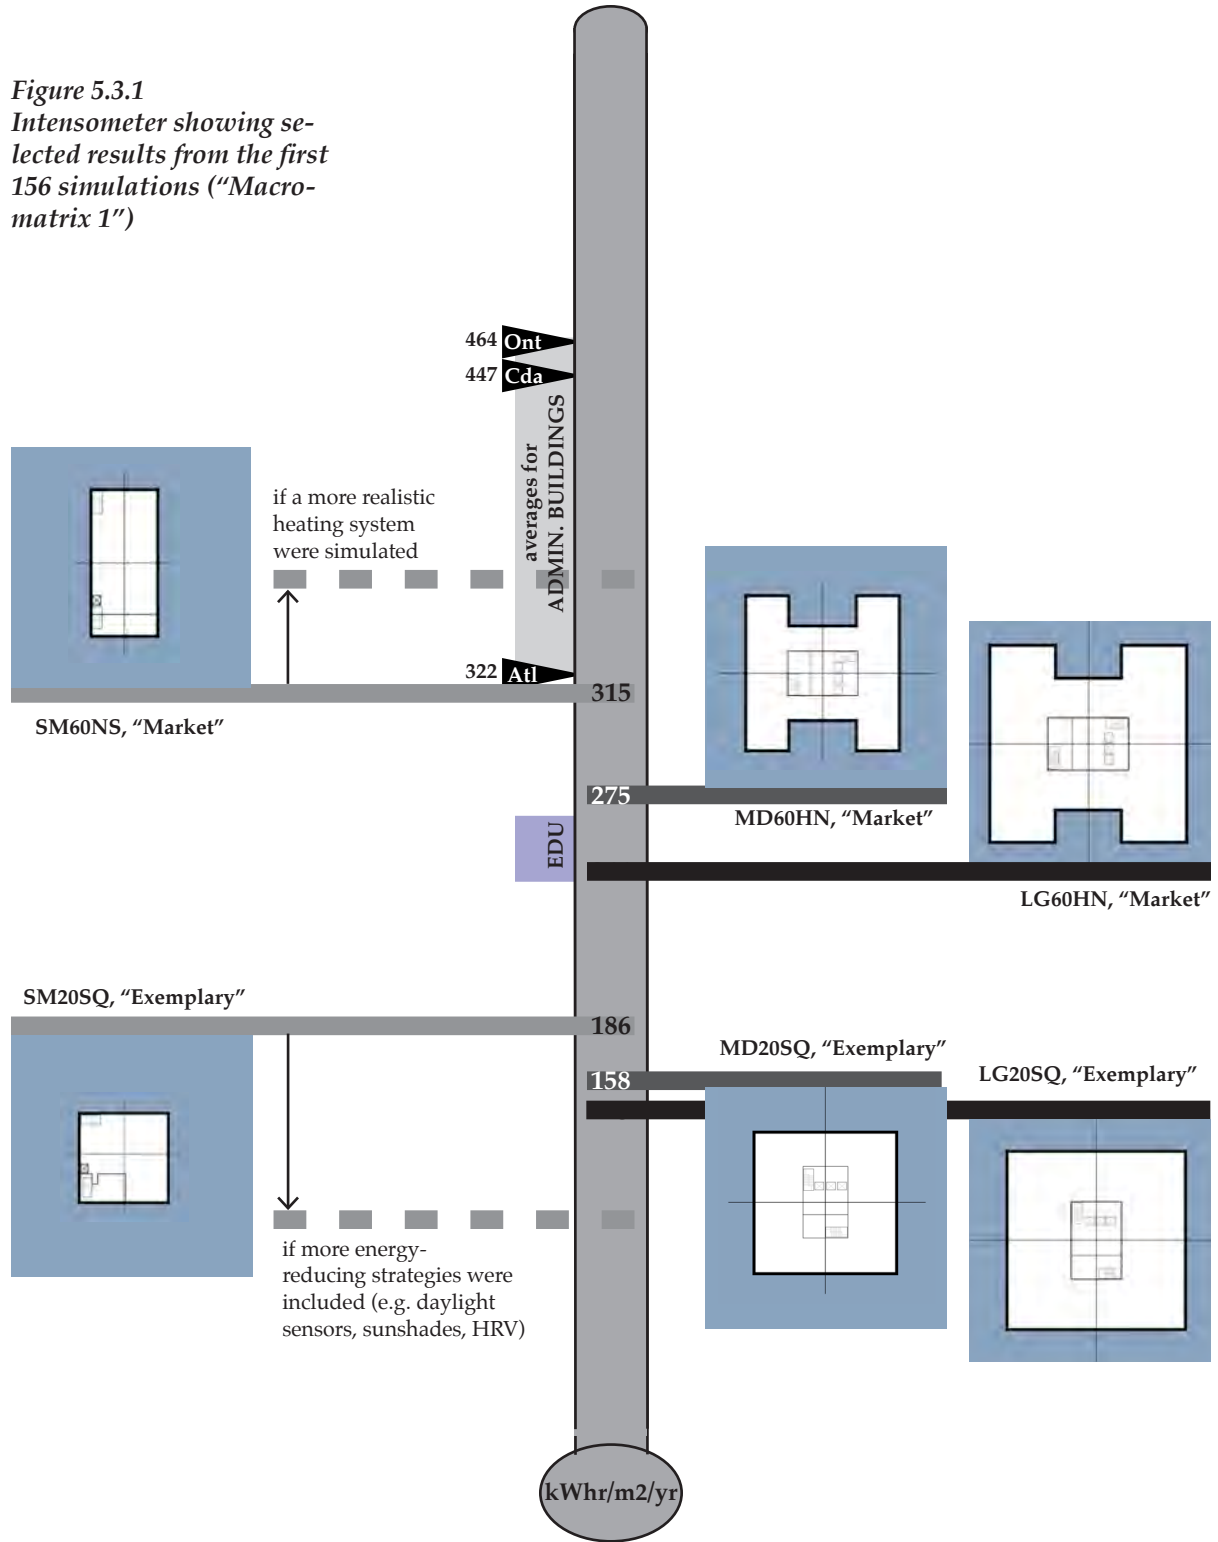 Figure 5.3.1
Intensometer showing se-
lected results from the first
156 simulations (“Macro-
matrix 1”)
464 Ont
447 Cda
averages for
ADMIN. BUILDINGS
if a more realistic
heating system
were simulated
322 Atl
315
SM60NS, “Market”
275
MD60HN, “Market”
EDU
LG60HN, “Market”
SM20SQ, “Exemplary”
186
MD20SQ, “Exemplary”
158
LG20SQ, “Exemplary”
if more energy-
reducing strategies were
included (e.g. daylight
sensors, sunshades, HRV)
kWhr/m2/yr